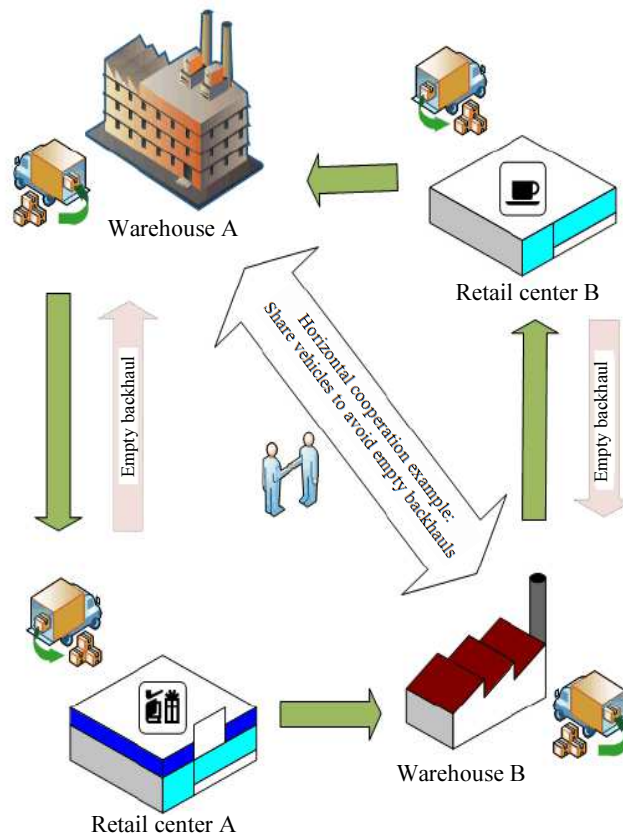 Warehouse A
Retail center B
Horizontal cooperation example:
Share vehicles to avoid empty backhauls
Empty backhaul
Empty backhaul
Warehouse B
Retail center A